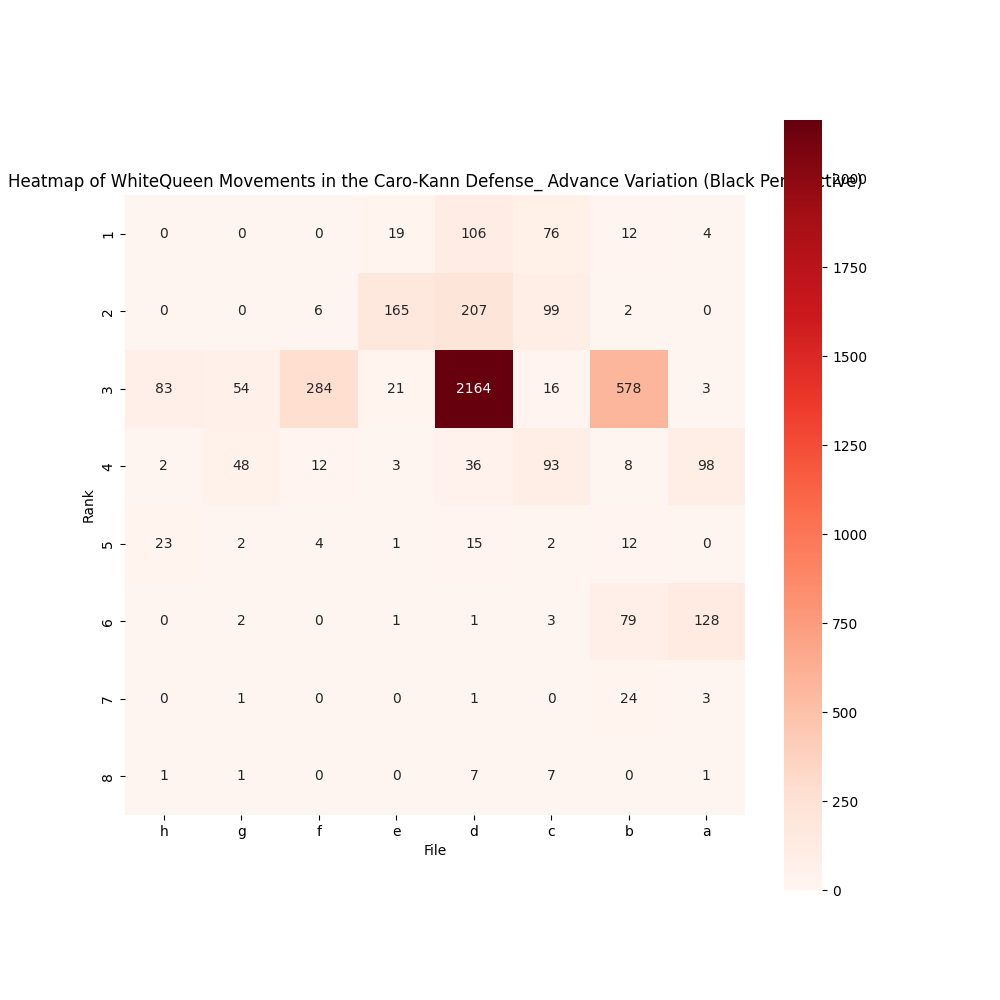 Heatmap of WhiteQueen Movements in the Caro-Kann Defense_ Advance Variation (Black Perspective)
2000
1 0 0 0 19 106 76 12 4
1750
2 0 0 6 165 207 99 2 0
1500
3 83 54 284 21 2164 16 578 3
1250
4 2 48 12 3 36 93 8 98
Rank
1000
5 23 2 4 1 15 2 12 0
750
6 0 2 0 1 1 3 79 128
500
7 0 1 0 0 1 0 24 3
8 1 1 0 0 7 7 0 1
250
h g f e d c b a
File
0